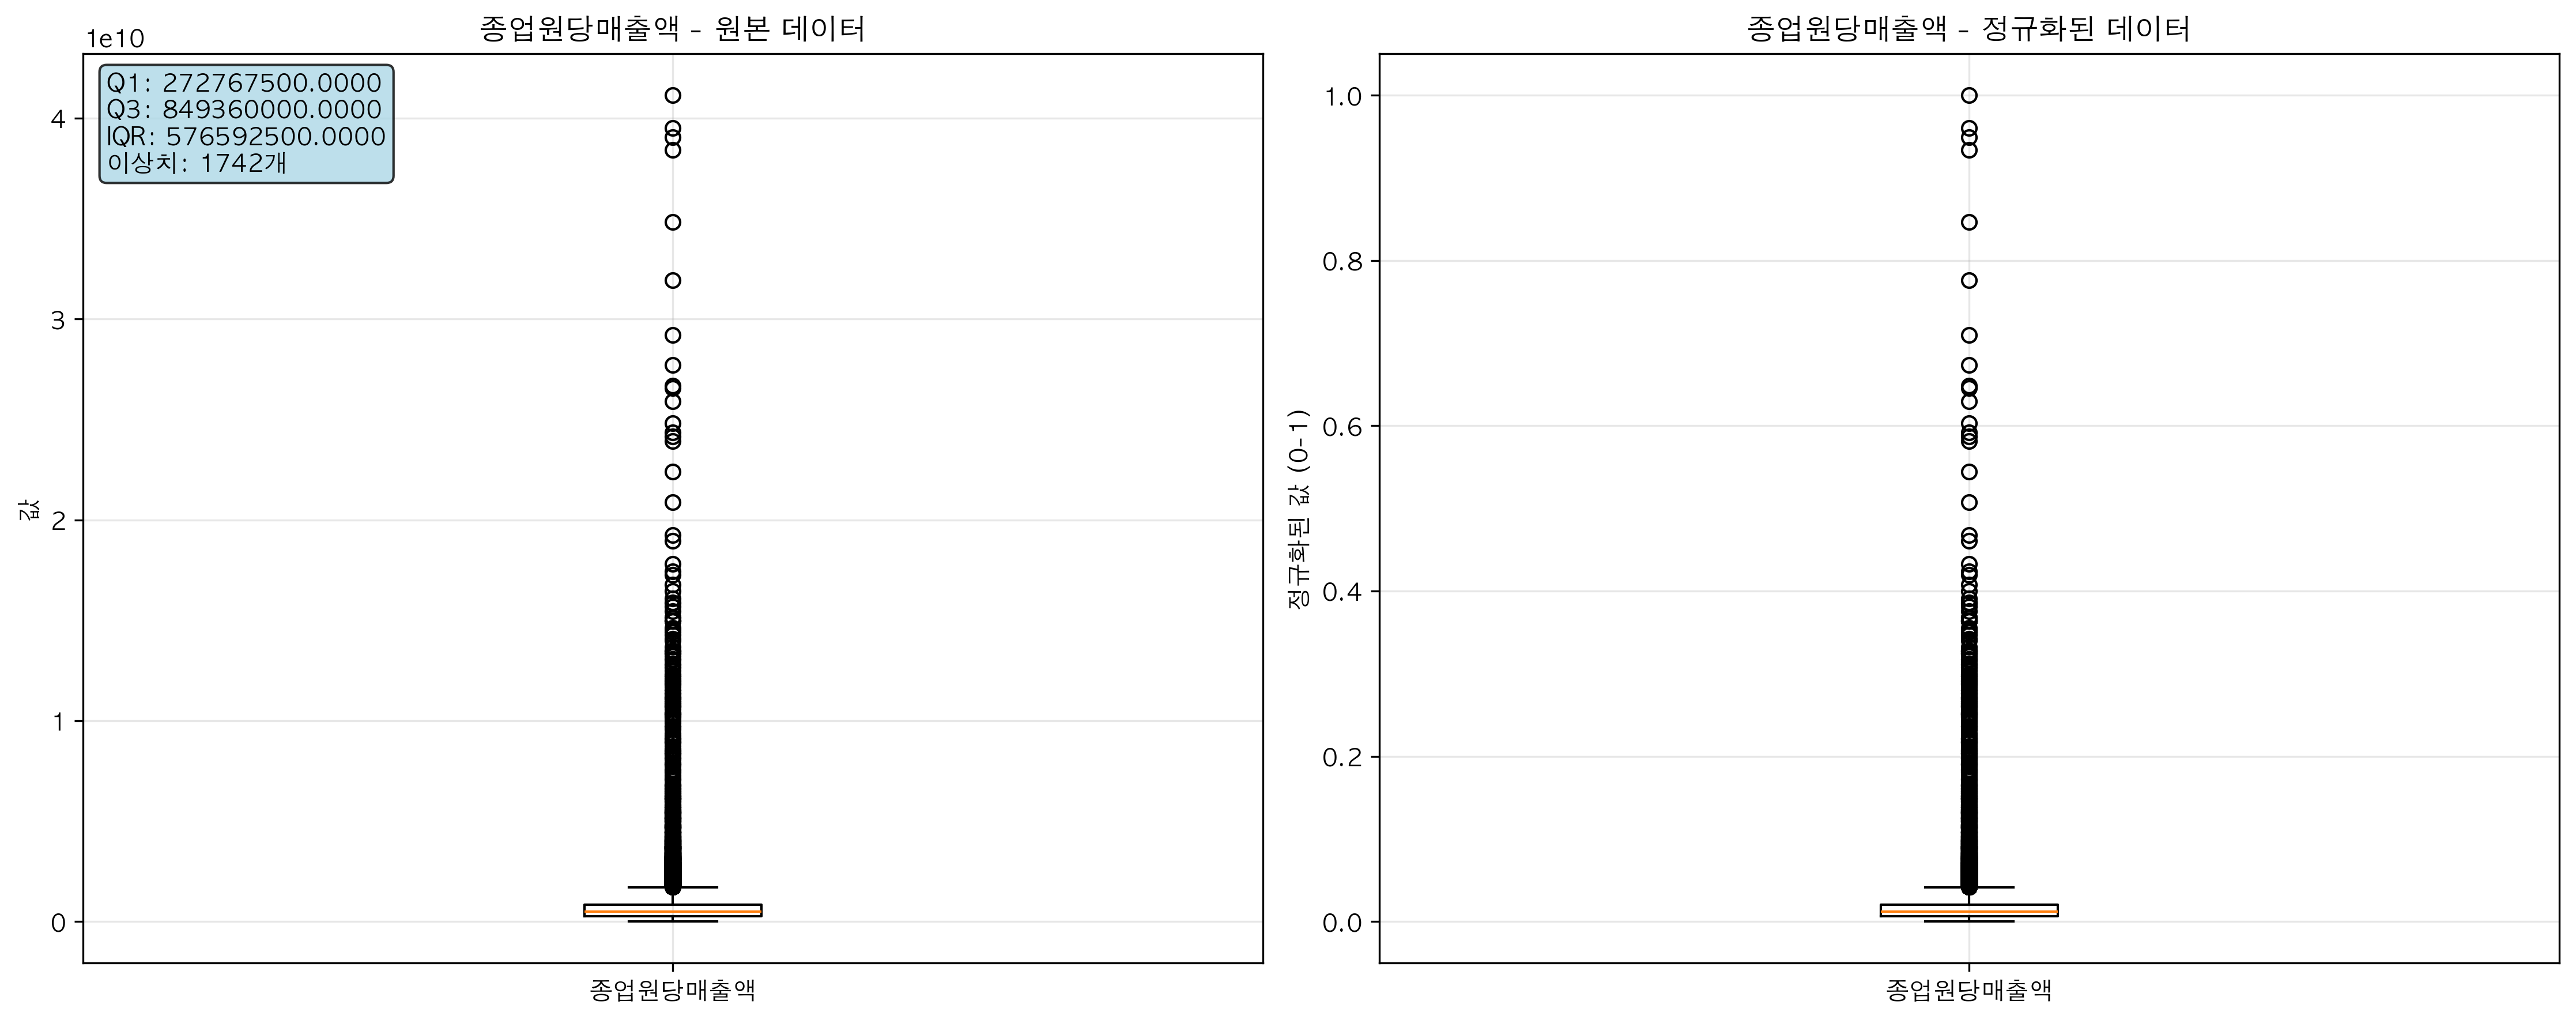 종업원당매출액 - 원본 데이터
1e10
Q1: 272767500.0000
Q3: 849360000.0000
IQR: 576592500.0000
이상치: 1742개
4
3
2
1
0
값
종업원당매출액
종업원당매출액 - 정규화된 데이터
1.0
0.8
0.6
0.4
0.2
0.0
정규화된 값 (0-1)
종업원당매출액